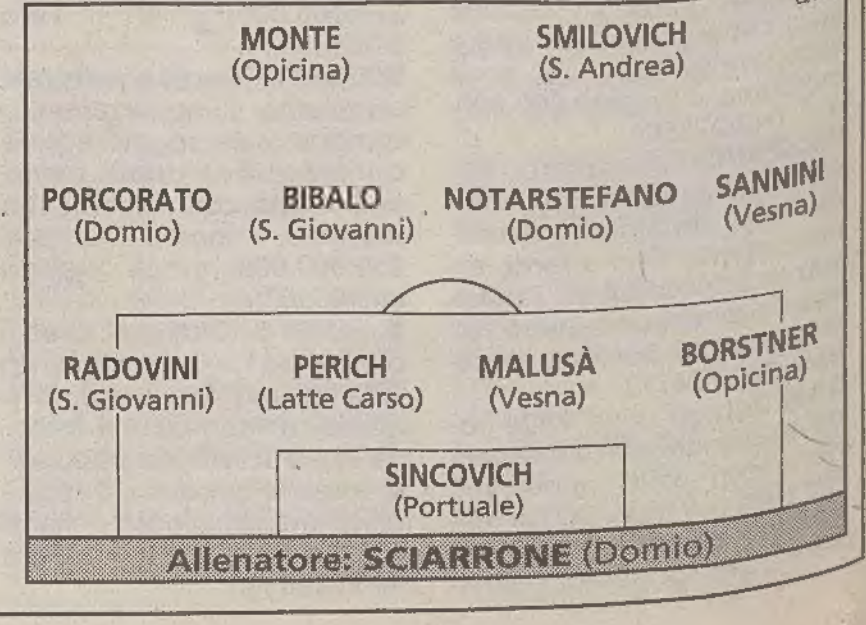 MONTE SMILOVICH
(Opicina) (S. Andrea)
PORCORATO BIBALO NOTARSTEFANO SANNINI
(Domio) (S. Giovanni) (Domio) (Vesna)
RADOVINI PERICH MALUSÀ BORSTNER
(S. Giovanni) (Latte Carso) (Vesna) (Opicina)
SINCOVICH
(Portuale)
Allenatore: SCIARRONE (Domio)